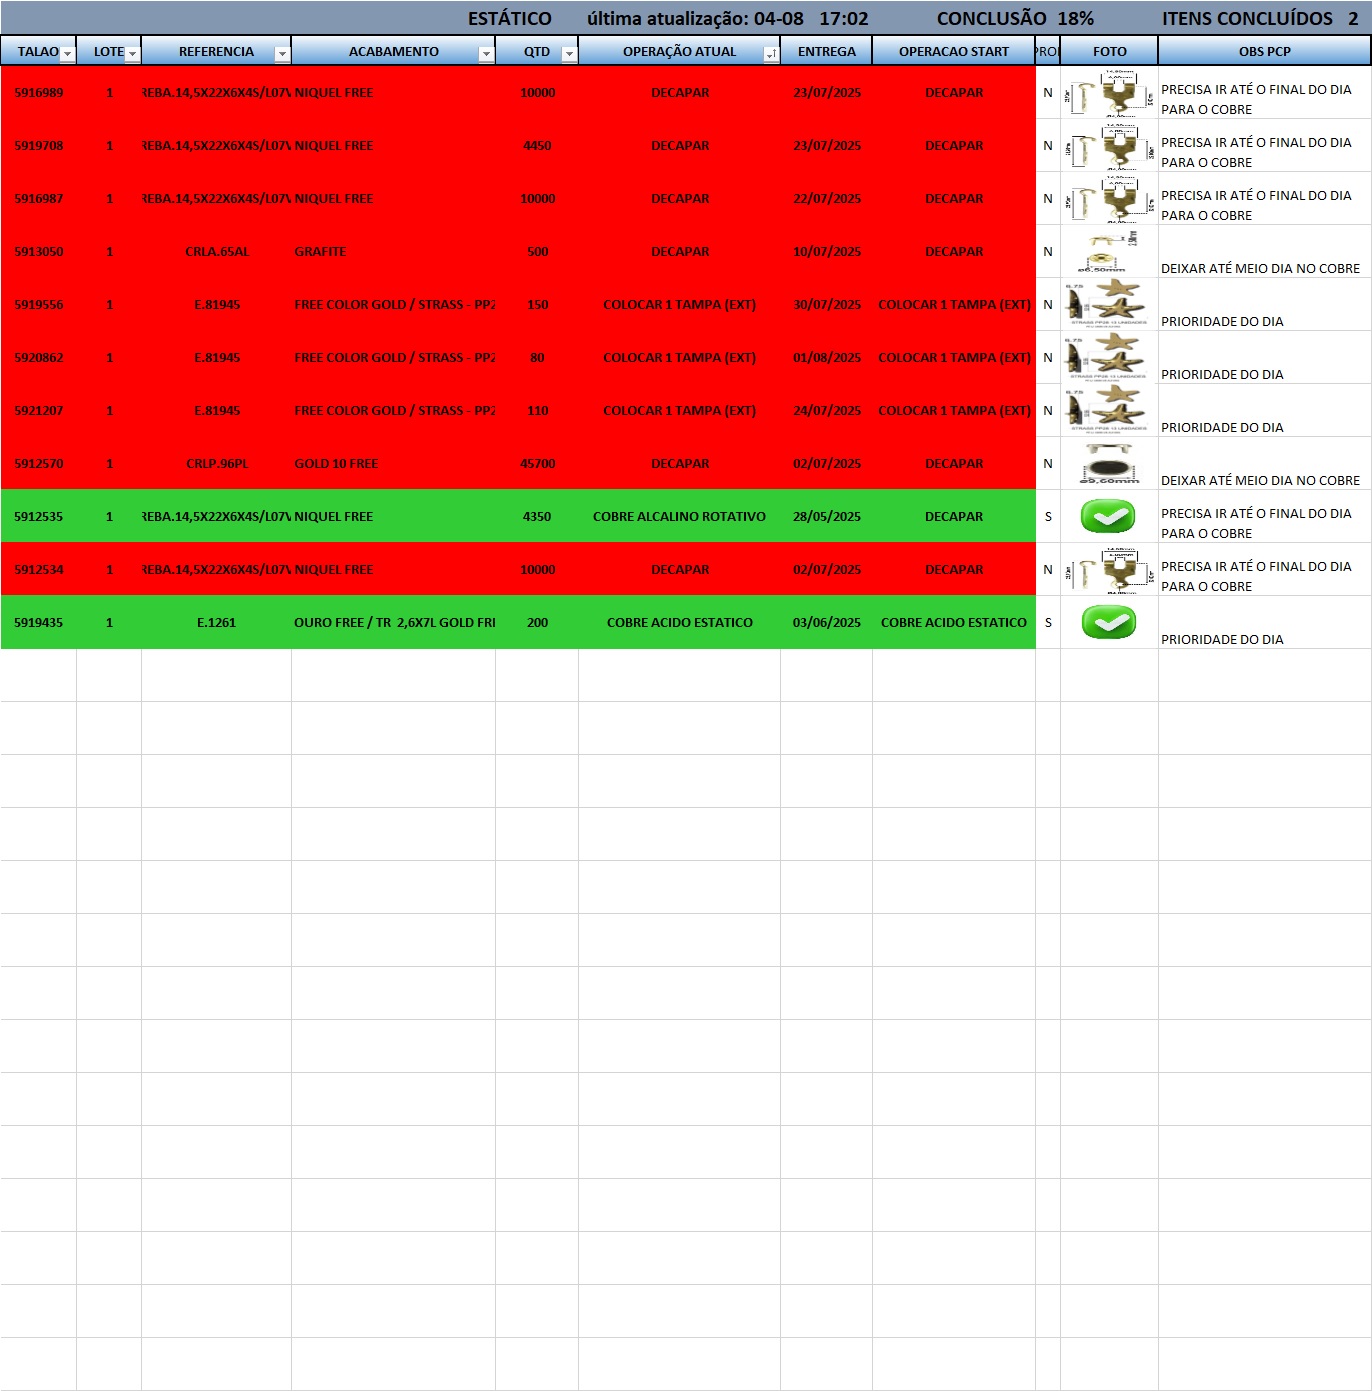 ESTÁTICO última atualização: 04-08 17:02 CONCLUSÃO 18% ITENS CONCLUÍDOS 2
TALAO LOTE REFERENCIA ACABAMENTO QTD OPERAÇÃO ATUAL ENTREGA OPERACAO START PRO FOTO OBS PCP
5916989 1 REBA.14,5X22X6X4S/L07V NIQUEL FREE 10000 DECAPAR 23/07/2025 DECAPAR N PRECISA IR ATÉ O FINAL DO DIA
PARA O COBRE
5919708 1 REBA.14,5X22X6X4S/L07V NIQUEL FREE 4450 DECAPAR 23/07/2025 DECAPAR N PRECISA IR ATÉ O FINAL DO DIA
PARA O COBRE
5916987 1 REBA.14,5X22X6X4S/L07V NIQUEL FREE 10000 DECAPAR 22/07/2025 DECAPAR N PRECISA IR ATÉ O FINAL DO DIA
PARA O COBRE
5913050 1 CRLA.65AL GRAFITE 500 DECAPAR 10/07/2025 DECAPAR N ø6,50mm DEIXAR ATÉ MEIO DIA NO COBRE
5919556 1 E.81945 FREE COLOR GOLD / STRASS - PP2 150 COLOCAR 1 TAMPA (EXT) 30/07/2025 COLOCAR 1 TAMPA (EXT) N PRIORIDADE DO DIA
5920862 1 E.81945 FREE COLOR GOLD / STRASS - PP2 80 COLOCAR 1 TAMPA (EXT) 01/08/2025 COLOCAR 1 TAMPA (EXT) N PRIORIDADE DO DIA
5921207 1 E.81945 FREE COLOR GOLD / STRASS - PP2 110 COLOCAR 1 TAMPA (EXT) 24/07/2025 COLOCAR 1 TAMPA (EXT) N PRIORIDADE DO DIA
5912570 1 CRLP.96PL GOLD 10 FREE 45700 DECAPAR 02/07/2025 DECAPAR N ø9,60mm DEIXAR ATÉ MEIO DIA NO COBRE
5912535 1 REBA.14,5X22X6X4S/L07V NIQUEL FREE 4350 COBRE ALCALINO ROTATIVO 28/05/2025 DECAPAR S PRECISA IR ATÉ O FINAL DO DIA
PARA O COBRE
5912534 1 REBA.14,5X22X6X4S/L07V NIQUEL FREE 10000 DECAPAR 02/07/2025 DECAPAR N PRECISA IR ATÉ O FINAL DO DIA
PARA O COBRE
5919435 1 E.1261 OURO FREE / TR 2,6X7L GOLD FRI 200 COBRE ACIDO ESTATICO 03/06/2025 COBRE ACIDO ESTATICO S PRIORIDADE DO DIA